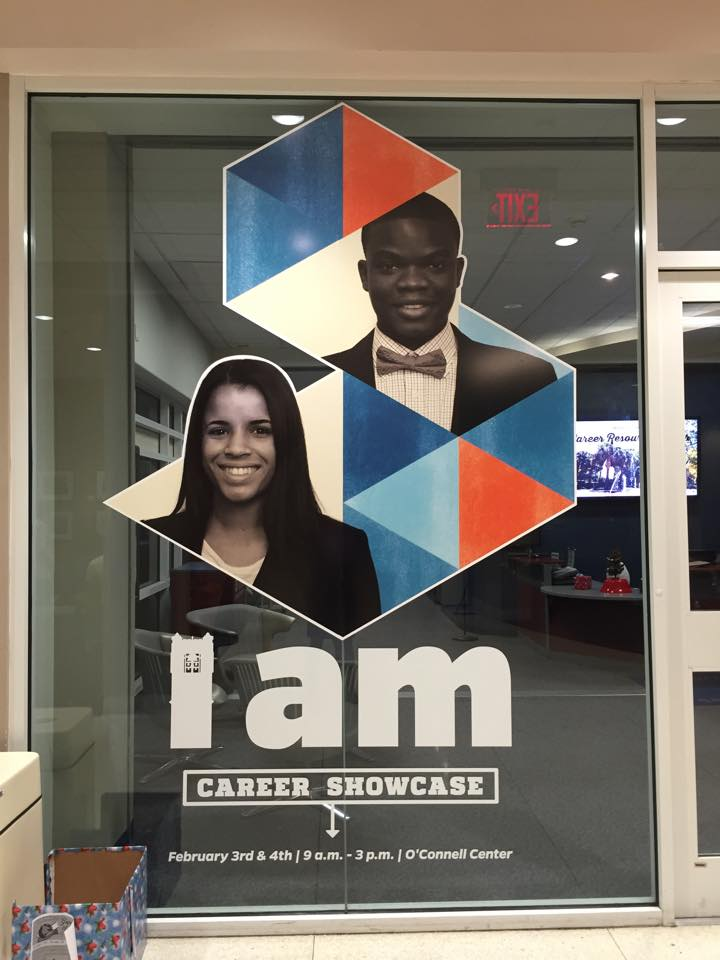 EXIT
Career Resou
I am
CAREER SHOWCASE
February 3rd & 4th | 9 a.m. - 3 p.m. | O'Connell Center